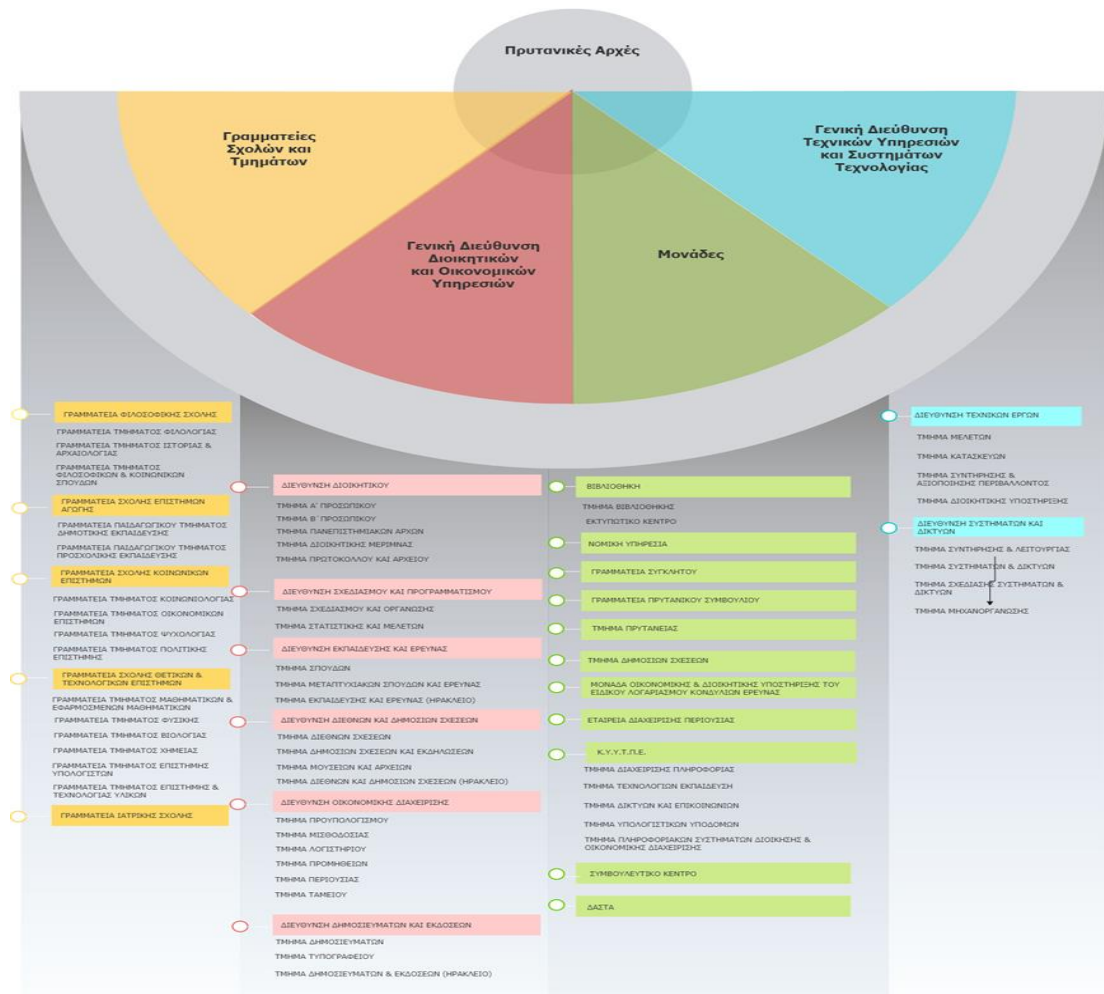 Πρυτανικές Αρχές
Γραμματείες
Σχολών και
Τμημάτων
Γενική Διεύθυνση
Διοικητικών
και Οικονομικών
Υπηρεσιών
Μονάδες
Γενική Διεύθυνση
Τεχνικών Υπηρεσιών
και Συστημάτων
Τεχνολογίας
ΓΡΑΜΜΑΤΕΙΑ ΦΙΛΟΣΟΦΙΚΗΣ ΣΧΟΛΗΣ
ΓΡΑΜΜΑΤΕΙΑ ΤΜΗΜΑΤΟΣ ΦΙΛΟΛΟΓΙΑΣ
ΓΡΑΜΜΑΤΕΙΑ ΤΜΗΜΑΤΟΣ ΙΣΤΟΡΙΑΣ &
ΑΡΧΑΙΟΛΟΓΙΑΣ
ΓΡΑΜΜΑΤΕΙΑ ΤΜΗΜΑΤΟΣ
ΦΙΛΟΣΟΦΙΚΩΝ & ΚΟΙΝΩΝΙΚΩΝ
ΣΠΟΥΔΩΝ
ΓΡΑΜΜΑΤΕΙΑ ΣΧΟΛΗΣ ΕΠΙΣΤΗΜΩΝ
ΑΓΩΓΗΣ
ΓΡΑΜΜΑΤΕΙΑ ΠΑΙΔΑΓΩΓΙΚΟΥ ΤΜΗΜΑΤΟΣ
ΔΗΜΟΤΙΚΗΣ ΕΚΠΑΙΔΕΥΣΗΣ
ΓΡΑΜΜΑΤΕΙΑ ΠΑΙΔΑΓΩΓΙΚΟΥ ΤΜΗΜΑΤΟΣ
ΠΡΟΣΧΟΛΙΚΗΣ ΕΚΠΑΙΔΕΥΣΗΣ
ΓΡΑΜΜΑΤΕΙΑ ΣΧΟΛΗΣ ΚΟΙΝΩΝΙΚΩΝ
ΕΠΙΣΤΗΜΩΝ
ΓΡΑΜΜΑΤΕΙΑ ΤΜΗΜΑΤΟΣ ΚΟΙΝΩΝΙΟΛΟΓΙΑΣ
ΓΡΑΜΜΑΤΕΙΑ ΤΜΗΜΑΤΟΣ ΟΙΚΟΝΟΜΙΚΩΝ
ΕΠΙΣΤΗΜΩΝ
ΓΡΑΜΜΑΤΕΙΑ ΤΜΗΜΑΤΟΣ ΨΥΧΟΛΟΓΙΑΣ
ΓΡΑΜΜΑΤΕΙΑ ΤΜΗΜΑΤΟΣ ΠΟΛΙΤΙΚΗΣ
ΕΠΙΣΤΗΜΗΣ
ΓΡΑΜΜΑΤΕΙΑ ΣΧΟΛΗΣ ΘΕΤΙΚΩΝ &
ΤΕΧΝΟΛΟΓΙΚΩΝ ΕΠΙΣΤΗΜΩΝ
ΓΡΑΜΜΑΤΕΙΑ ΤΜΗΜΑΤΟΣ ΜΑΘΗΜΑΤΙΚΩΝ &
ΕΦΑΡΜΟΣΜΕΝΩΝ ΜΑΘΗΜΑΤΙΚΩΝ
ΓΡΑΜΜΑΤΕΙΑ ΤΜΗΜΑΤΟΣ ΦΥΣΙΚΗΣ
ΓΡΑΜΜΑΤΕΙΑ ΤΜΗΜΑΤΟΣ ΒΙΟΛΟΓΙΑΣ
ΓΡΑΜΜΑΤΕΙΑ ΤΜΗΜΑΤΟΣ ΧΗΜΕΙΑΣ
ΓΡΑΜΜΑΤΕΙΑ ΤΜΗΜΑΤΟΣ ΕΠΙΣΤΗΜΗΣ
ΥΠΟΛΟΓΙΣΤΩΝ
ΓΡΑΜΜΑΤΕΙΑ ΤΜΗΜΑΤΟΣ ΕΠΙΣΤΗΜΗΣ &
ΤΕΧΝΟΛΟΓΙΑΣ ΥΛΙΚΩΝ
ΓΡΑΜΜΑΤΕΙΑ ΙΑΤΡΙΚΗΣ ΣΧΟΛΗΣ
ΔΙΕΥΘΥΝΣΗ ΔΙΟΙΚΗΤΙΚΟΥ
ΤΜΗΜΑ Α΄ ΠΡΟΣΩΠΙΚΟΥ
ΤΜΗΜΑ Β΄ ΠΡΟΣΩΠΙΚΟΥ
ΤΜΗΜΑ ΠΑΝΕΠΙΣΤΗΜΙΑΚΩΝ ΑΡΧΩΝ
ΤΜΗΜΑ ΔΙΟΙΚΗΤΙΚΗΣ ΜΕΡΙΜΝΑΣ
ΤΜΗΜΑ ΠΡΩΤΟΚΟΛΛΟΥ ΚΑΙ ΑΡΧΕΙΟΥ
ΔΙΕΥΘΥΝΣΗ ΣΧΕΔΙΑΣΜΟΥ ΚΑΙ ΠΡΟΓΡΑΜΜΑΤΙΣΜΟΥ
ΤΜΗΜΑ ΣΧΕΔΙΑΣΜΟΥ ΚΑΙ ΟΡΓΑΝΩΣΗΣ
ΤΜΗΜΑ ΣΤΑΤΙΣΤΙΚΗΣ ΚΑΙ ΜΕΛΕΤΩΝ
ΔΙΕΥΘΥΝΣΗ ΕΚΠΑΙΔΕΥΣΗΣ ΚΑΙ ΕΡΕΥΝΑΣ
ΤΜΗΜΑ ΣΠΟΥΔΩΝ
ΤΜΗΜΑ ΜΕΤΑΠΤΥΧΙΑΚΩΝ ΣΠΟΥΔΩΝ ΚΑΙ ΕΡΕΥΝΑΣ
ΤΜΗΜΑ ΕΚΠΑΙΔΕΥΣΗΣ ΚΑΙ ΕΡΕΥΝΑΣ (ΗΡΑΚΛΕΙΟ)
ΔΙΕΥΘΥΝΣΗ ΔΙΕΘΝΩΝ ΚΑΙ ΔΗΜΟΣΙΩΝ ΣΧΕΣΕΩΝ
ΤΜΗΜΑ ΔΙΕΘΝΩΝ ΣΧΕΣΕΩΝ
ΤΜΗΜΑ ΔΗΜΟΣΙΩΝ ΣΧΕΣΕΩΝ ΚΑΙ ΕΚΔΗΛΩΣΕΩΝ
ΤΜΗΜΑ ΜΟΥΣΕΙΩΝ ΚΑΙ ΑΡΧΕΙΩΝ
ΤΜΗΜΑ ΔΙΕΘΝΩΝ ΚΑΙ ΔΗΜΟΣΙΩΝ ΣΧΕΣΕΩΝ (ΗΡΑΚΛΕΙΟ)
ΔΙΕΥΘΥΝΣΗ ΟΙΚΟΝΟΜΙΚΗΣ ΔΙΑΧΕΙΡΙΣΗΣ
ΤΜΗΜΑ ΠΡΟΥΠΟΛΟΓΙΣΜΟΥ
ΤΜΗΜΑ ΜΙΣΘΟΔΟΣΙΑΣ
ΤΜΗΜΑ ΛΟΓΙΣΤΗΡΙΟΥ
ΤΜΗΜΑ ΠΡΟΜΗΘΕΙΩΝ
ΤΜΗΜΑ ΠΕΡΙΟΥΣΙΑΣ
ΤΜΗΜΑ ΤΑΜΕΙΟΥ
ΔΙΕΥΘΥΝΣΗ ΔΗΜΟΣΙΕΥΜΑΤΩΝ ΚΑΙ ΕΚΔΟΣΕΩΝ
ΤΜΗΜΑ ΔΗΜΟΣΙΕΥΜΑΤΩΝ
ΤΜΗΜΑ ΤΥΠΟΓΡΑΦΕΙΟΥ
ΤΜΗΜΑ ΔΗΜΟΣΙΕΥΜΑΤΩΝ & ΕΚΔΟΣΕΩΝ (ΗΡΑΚΛΕΙΟ)
ΒΙΒΛΙΟΘΗΚΗ
ΤΜΗΜΑ ΒΙΒΛΙΟΘΗΚΗΣ
ΕΚΤΥΠΩΤΙΚΟ ΚΕΝΤΡΟ
ΝΟΜΙΚΗ ΥΠΗΡΕΣΙΑ
ΓΡΑΜΜΑΤΕΙΑ ΣΥΓΚΛΗΤΟΥ
ΓΡΑΜΜΑΤΕΙΑ ΠΡΥΤΑΝΙΚΟΥ ΣΥΜΒΟΥΛΙΟΥ
ΤΜΗΜΑ ΠΡΥΤΑΝΕΙΑΣ
ΤΜΗΜΑ ΔΗΜΟΣΙΩΝ ΣΧΕΣΕΩΝ
ΜΟΝΑΔΑ ΟΙΚΟΝΟΜΙΚΗΣ & ΔΙΟΙΚΗΤΙΚΗΣ ΥΠΟΣΤΗΡΙΞΗΣ ΤΟΥ
ΕΙΔΙΚΟΥ ΛΟΓΑΡΙΑΣΜΟΥ ΚΟΝΔΥΛΙΩΝ ΕΡΕΥΝΑΣ
ΕΤΑΙΡΕΙΑ ΔΙΑΧΕΙΡΙΣΗΣ ΠΕΡΙΟΥΣΙΑΣ
Κ.Υ.Υ.Τ.Π.Ε.
ΤΜΗΜΑ ΔΙΑΧΕΙΡΙΣΗΣ ΠΛΗΡΟΦΟΡΙΑΣ
ΤΜΗΜΑ ΤΕΧΝΟΛΟΓΙΩΝ ΕΚΠΑΙΔΕΥΣΗ
ΤΜΗΜΑ ΔΙΚΤΥΩΝ ΚΑΙ ΕΠΙΚΟΙΝΩΝΙΩΝ
ΤΜΗΜΑ ΥΠΟΛΟΓΙΣΤΙΚΩΝ ΥΠΟΔΟΜΩΝ
ΤΜΗΜΑ ΠΛΗΡΟΦΟΡΙΑΚΩΝ ΣΥΣΤΗΜΑΤΩΝ ΔΙΟΙΚΗΣΗΣ &
ΟΙΚΟΝΟΜΙΚΗΣ ΔΙΑΧΕΙΡΙΣΗΣ
ΣΥΜΒΟΥΛΕΥΤΙΚΟ ΚΕΝΤΡΟ
ΔΑΣΤΑ
ΔΙΕΥΘΥΝΣΗ ΤΕΧΝΙΚΩΝ ΕΡΓΩΝ
ΤΜΗΜΑ ΜΕΛΕΤΩΝ
ΤΜΗΜΑ ΚΑΤΑΣΚΕΥΩΝ
ΤΜΗΜΑ ΣΥΝΤΗΡΗΣΗΣ &
ΑΞΙΟΠΟΙΗΣΗΣ ΠΕΡΙΒΑΛΛΟΝΤΟΣ
ΤΜΗΜΑ ΔΙΟΙΚΗΤΙΚΗΣ ΥΠΟΣΤΗΡΙΞΗΣ
ΔΙΕΥΘΥΝΣΗ ΣΥΣΤΗΜΑΤΩΝ ΚΑΙ
ΔΙΚΤΥΩΝ
ΤΜΗΜΑ ΣΥΝΤΗΡΗΣΗΣ & ΛΕΙΤΟΥΡΓΙΑΣ
ΤΜΗΜΑ ΣΥΣΤΗΜΑΤΩΝ & ΔΙΚΤΥΩΝ
ΤΜΗΜΑ ΣΧΕΔΙΑΣΗΣ ΣΥΣΤΗΜΑΤΩΝ &
ΔΙΚΤΥΩΝ
ΤΜΗΜΑ ΜΗΧΑΝΟΡΓΑΝΩΣΗΣ